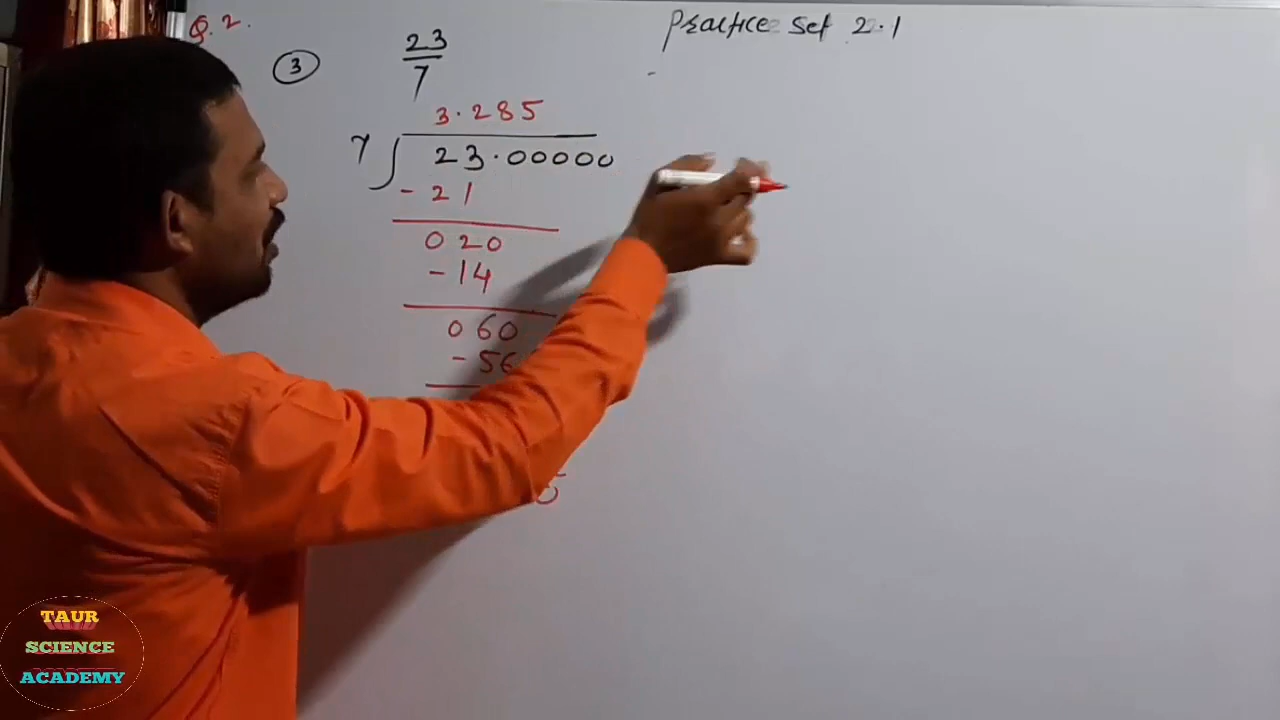 Q. 2.
Practice Set 2.1
3
23
7
3.285
7
23.00000
- 21
020
- 14
060
- 56
TAUR
SCIENCE
ACADEMY